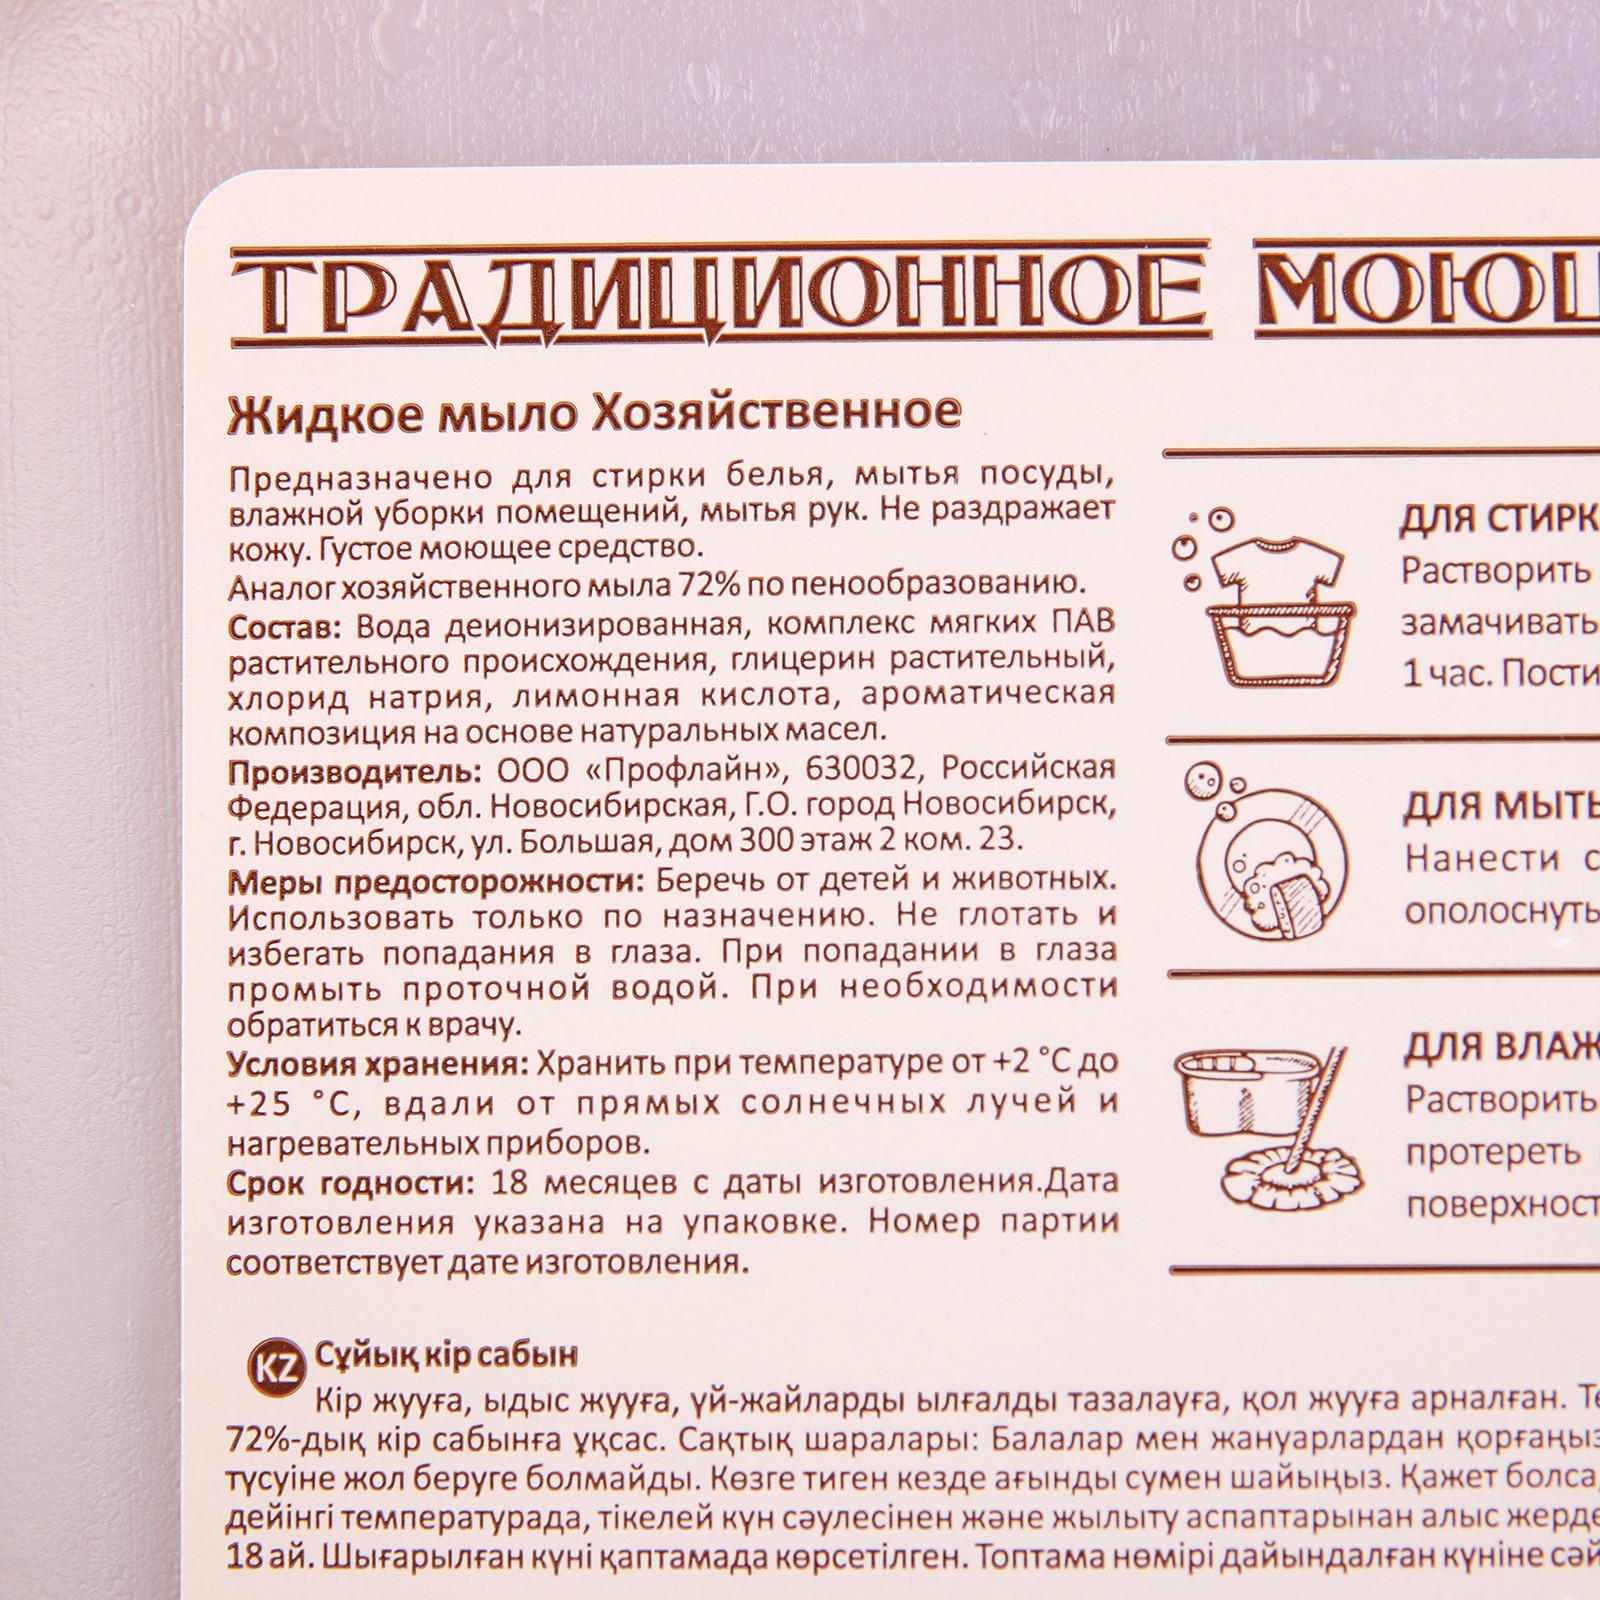 ТРАДИЦИОННОЕ МОЮЩ
Жидкое мыло Хозяйственное
Предназначено для стирки белья, мытья посуды,
влажной уборки помещений, мытья рук. Не раздражает
кожу. Густое моющее средство.
Аналог хозяйственного мыла 72% по пенообразованию.
Состав: Вода деионизированная, комплекс мягких ПАВ
растительного происхождения, глицерин растительный,
хлорид натрия, лимонная кислота, ароматическая
композиция на основе натуральных масел.
Производитель: ООО «Профлайн», 630032, Российская
Федерация, обл. Новосибирская, Г.О. город Новосибирск,
г. Новосибирск, ул. Большая, дом 300 этаж 2 ком. 23.
Меры предосторожности: Беречь от детей и животных.
Использовать только по назначению. Не глотать и
избегать попадания в глаза. При попадании в глаза
промыть проточной водой. При необходимости
обратиться к врачу.
Условия хранения: Хранить при температуре от +2 °C до
+25 °C, вдали от прямых солнечных лучей и
нагревательных приборов.
Срок годности: 18 месяцев с даты изготовления.Дата
изготовления указана на упаковке. Номер партии
соответствует дате изготовления.
ДЛЯ СТИРК
Растворить
замачивать
1 час. Пости
ДЛЯ МЫТЬ
Нанести с
ополоснуть
ДЛЯ ВЛАЖ
Растворить
протереть
поверхност
KZ Сұйық кір сабын
Кір жууға, ыдыс жууға, үй-жайларды ылғалды тазалауға, қол жууға арналған. Те
72%-дық кір сабынға ұқсас. Сақтық шаралары: Балалар мен жануарлардан қорғаңыз
түсуіне жол беруге болмайды. Көзге тиген кезде ағынды сумен шайыңыз. Қажет болса,
дейінгі температурада, тікелей күн сәулесінен және жылыту аспаптарынан алыс жерде
18 ай. Шығарылған күні қаптамада көрсетілген. Топтама нөмірі дайындалған күніне сәй